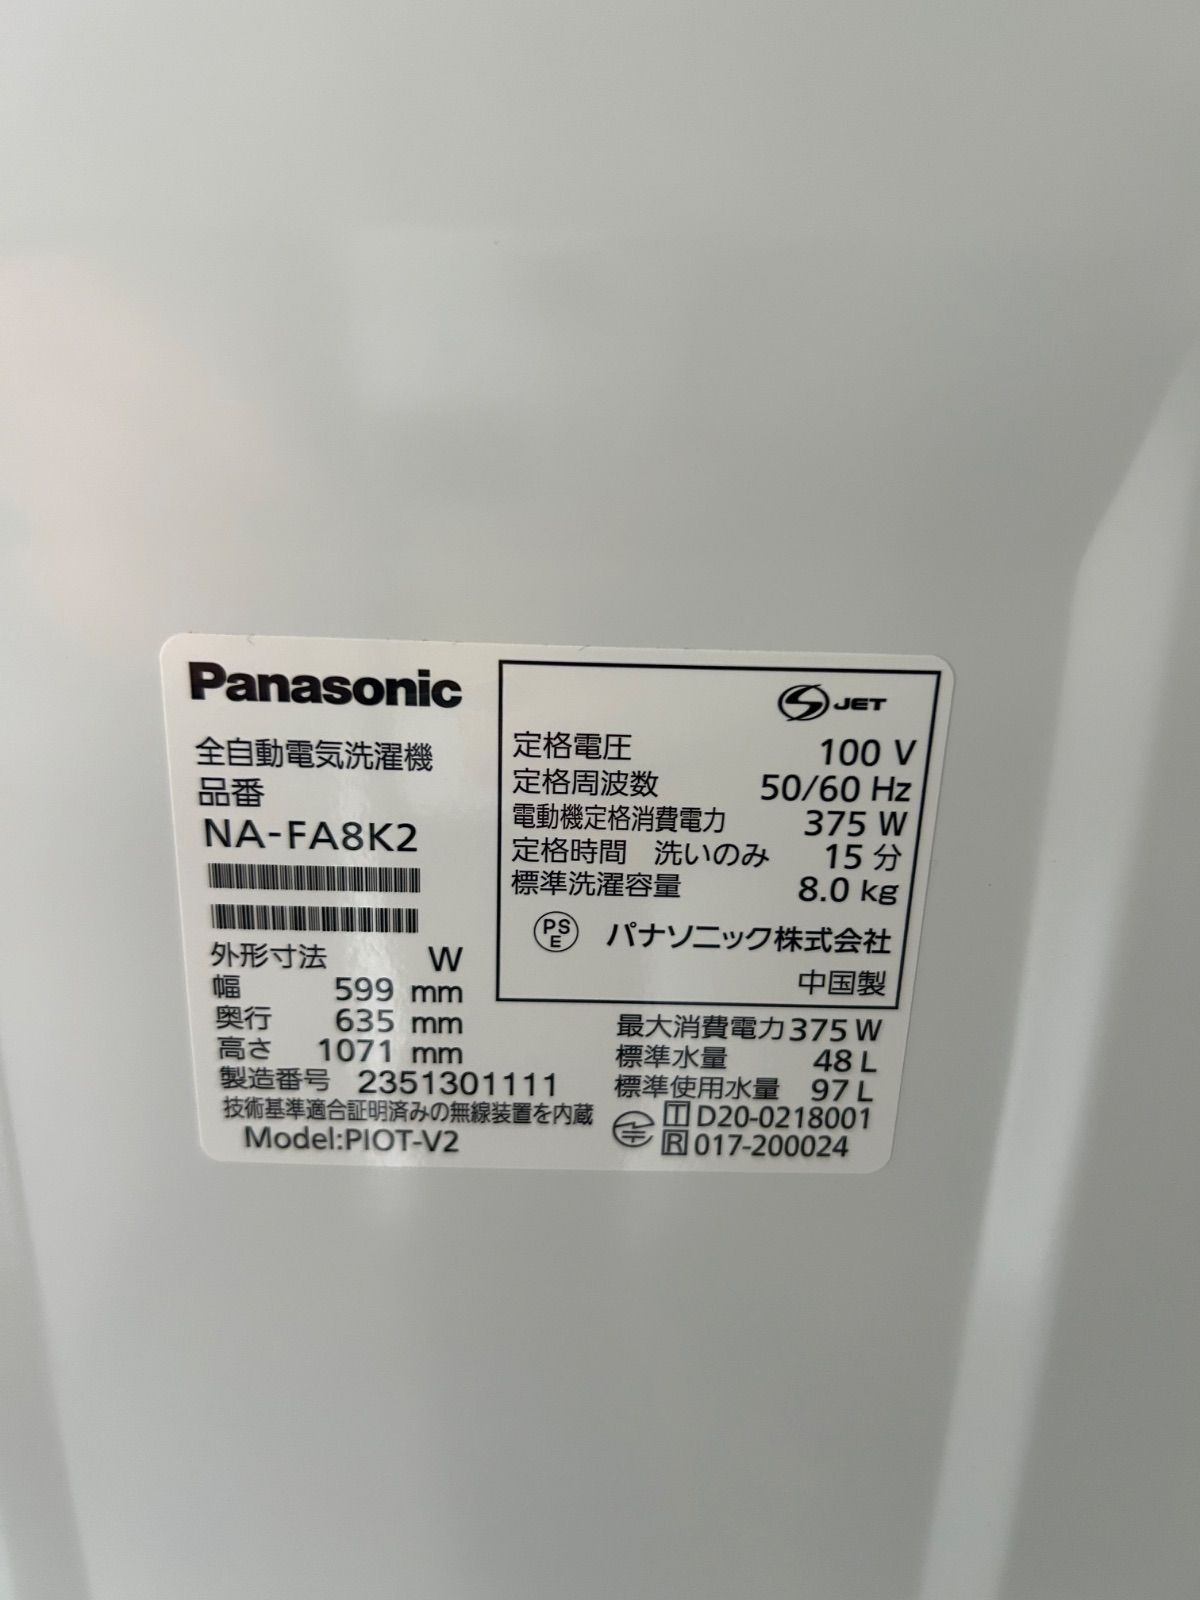 Panasonic
全自動電気洗濯機
品番
NA-FA8K2
外形寸法 W
幅 599 mm
奥行 635 mm
高さ 1071 mm
製造番号 2351301111
技術基準適合証明済みの無線装置を内蔵
Model:PIOT-V2
S JET
定格電圧 100 V
定格周波数 50/60 Hz
電動機定格消費電力 375 W
定格時間 洗いのみ 15 分
標準洗濯容量 8.0 kg
PS E パナソニック株式会社
中国製
最大消費電力 375 W
標準水量 48 L
標準使用水量 97 L
T D20-0218001
R 017-200024